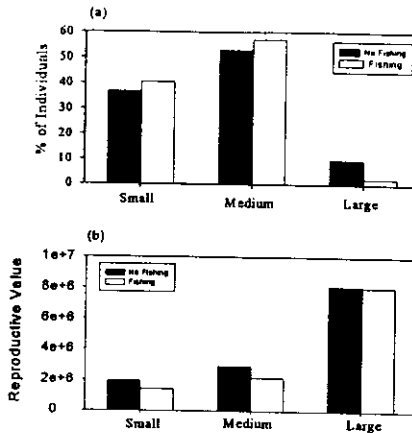 (a)
60
50
40
30
20
10
0
% of Individuals
No Fishing
Fishing
Small Medium Large
(b)
1e+7
8e+6
6e+6
4e+6
2e+6
0
Reproductive Value
No Fishing
Fishing
Small Medium Large